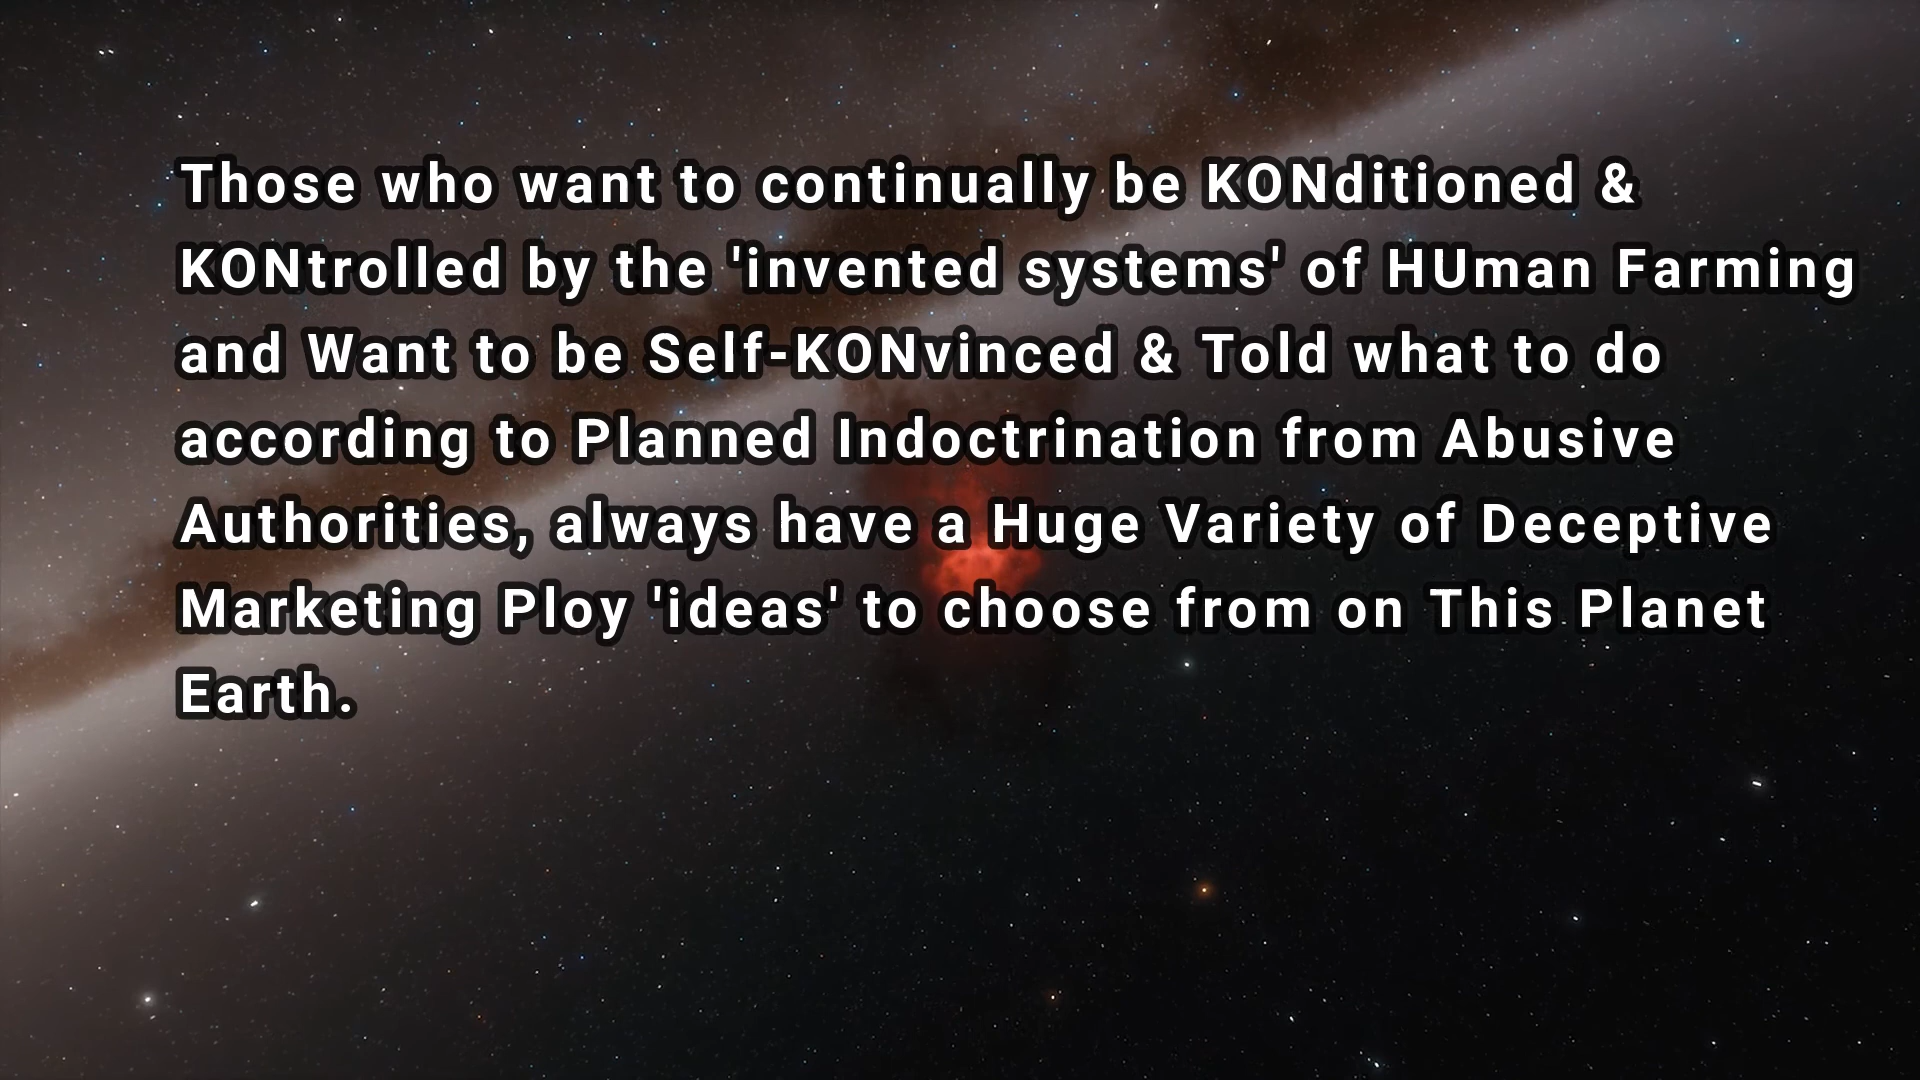 Those who want to continually be KONditioned &
KONtrolled by the 'invented systems' of HUman Farming
and Want to be Self-KONvinced & Told what to do
according to Planned Indoctrination from Abusive
Authorities, always have a Huge Variety of Deceptive
Marketing Ploy 'ideas' to choose from on This Planet
Earth.